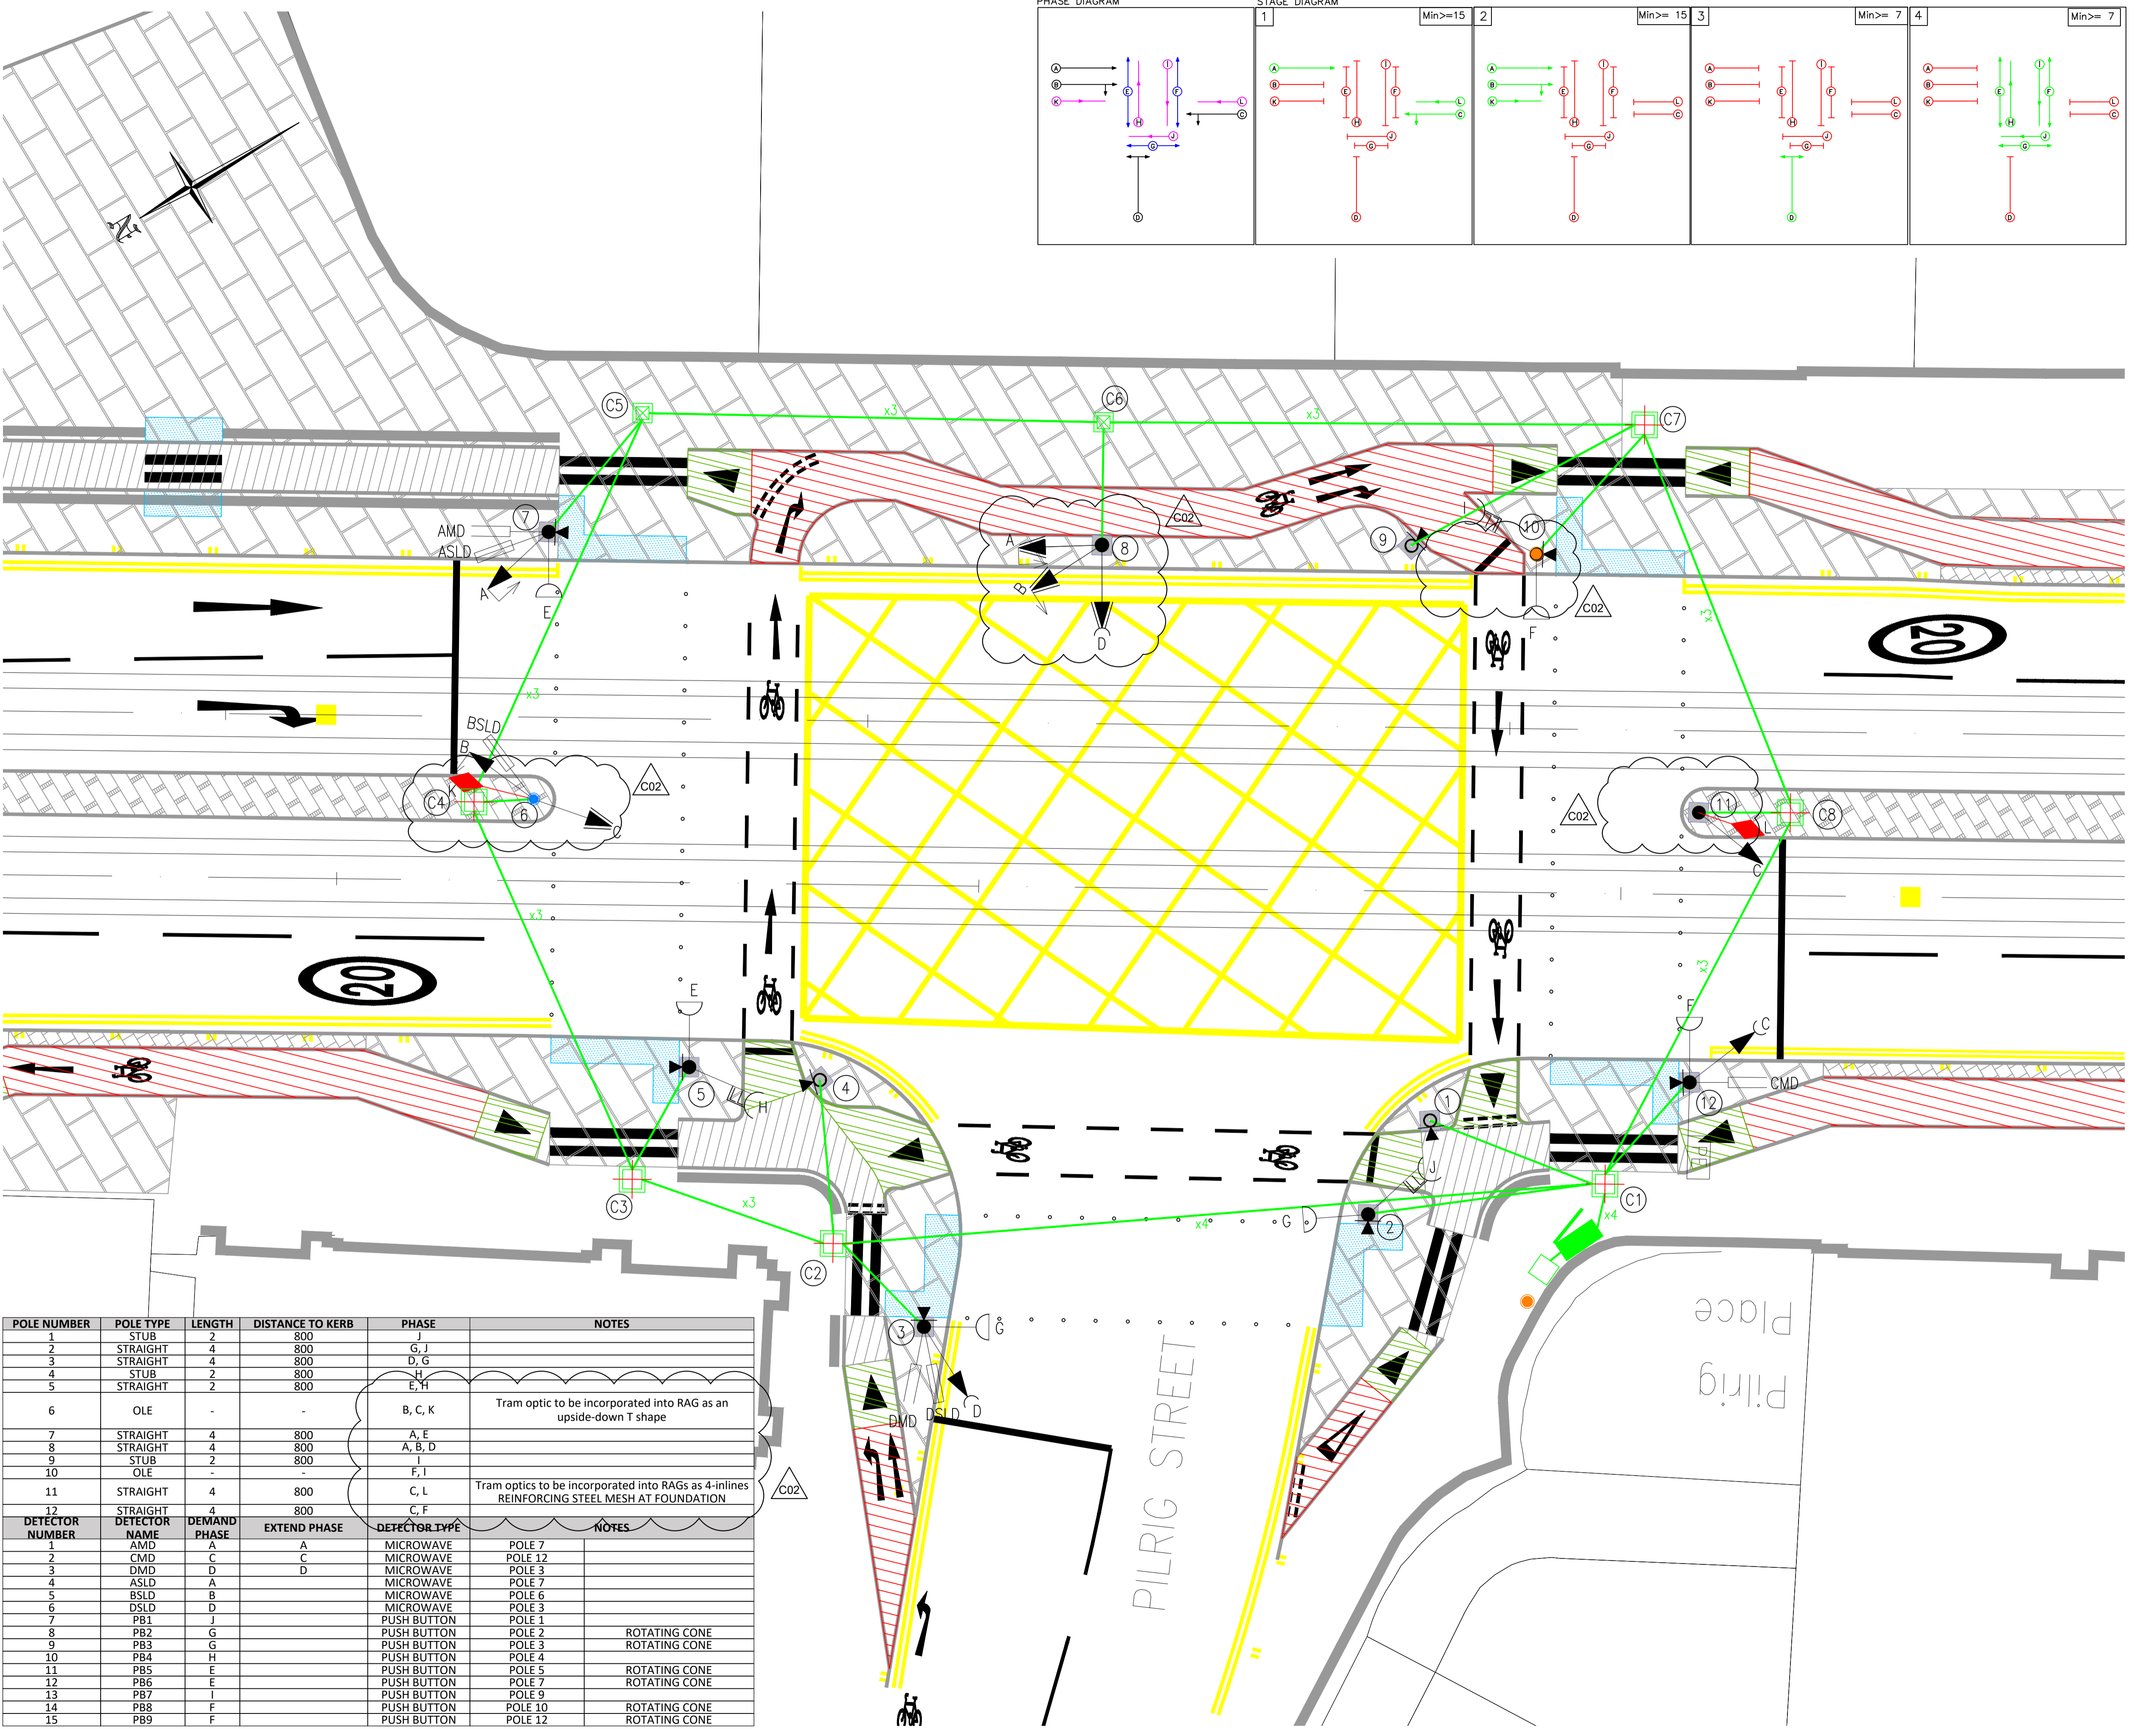 PHASE DIAGRAM
STAGE DIAGRAM
1 Min>=15
2 Min>= 15
3 Min>= 7
4 Min>= 7
A
B
K
E
H
I
F
L
C
J
G
D
A
B
K
E
H
I
F
L
C
J
G
D
A
B
K
E
H
I
F
L
C
J
G
D
A
B
K
E
H
I
F
L
C
J
G
D
A
B
K
E
H
I
F
L
C
J
G
D
C5
x3
C6
x3
C7
7
AMD
ASLD
A
E
A
B
8
D
C02
9
I
10
F
C02
x3
20
x3
BSLD
B
K
C4
6
C
C02
C02
11
L
C8
C
x3
x3
20
E
5
H
4
1
J
F
C
CMD
12
C3
x3
C2
x4
G
2
C1
x4
3
G
DMD
DSLD
D
PILRIG STREET
Pilrig
Place
POLE NUMBER POLE TYPE LENGTH DISTANCE TO KERB PHASE NOTES
1 STUB 2 800 J
2 STRAIGHT 4 800 G, J
3 STRAIGHT 4 800 D, G
4 STUB 2 800 H
5 STRAIGHT 2 800 E, H
6 OLE - - B, C, K Tram optic to be incorporated into RAG as an
upside-down T shape
7 STRAIGHT 4 800 A, E
8 STRAIGHT 4 800 A, B, D
9 STUB 2 800 I
10 OLE - - F, I
11 STRAIGHT 4 800 C, L Tram optics to be incorporated into RAGs as 4-inlines
REINFORCING STEEL MESH AT FOUNDATION
12 STRAIGHT 4 800 C, F
C02
DETECTOR NUMBER DETECTOR NAME DEMAND PHASE EXTEND PHASE DETECTOR TYPE NOTES
1 AMD A A MICROWAVE POLE 7
2 CMD C C MICROWAVE POLE 12
3 DMD D D MICROWAVE POLE 3
4 ASLD A MICROWAVE POLE 7
5 BSLD B MICROWAVE POLE 6
6 DSLD D MICROWAVE POLE 3
7 PB1 J PUSH BUTTON POLE 1
8 PB2 G PUSH BUTTON POLE 2 ROTATING CONE
9 PB3 G PUSH BUTTON POLE 3 ROTATING CONE
10 PB4 H PUSH BUTTON POLE 4
11 PB5 E PUSH BUTTON POLE 5 ROTATING CONE
12 PB6 E PUSH BUTTON POLE 7 ROTATING CONE
13 PB7 I PUSH BUTTON POLE 9
14 PB8 F PUSH BUTTON POLE 10 ROTATING CONE
15 PB9 F PUSH BUTTON POLE 12 ROTATING CONE